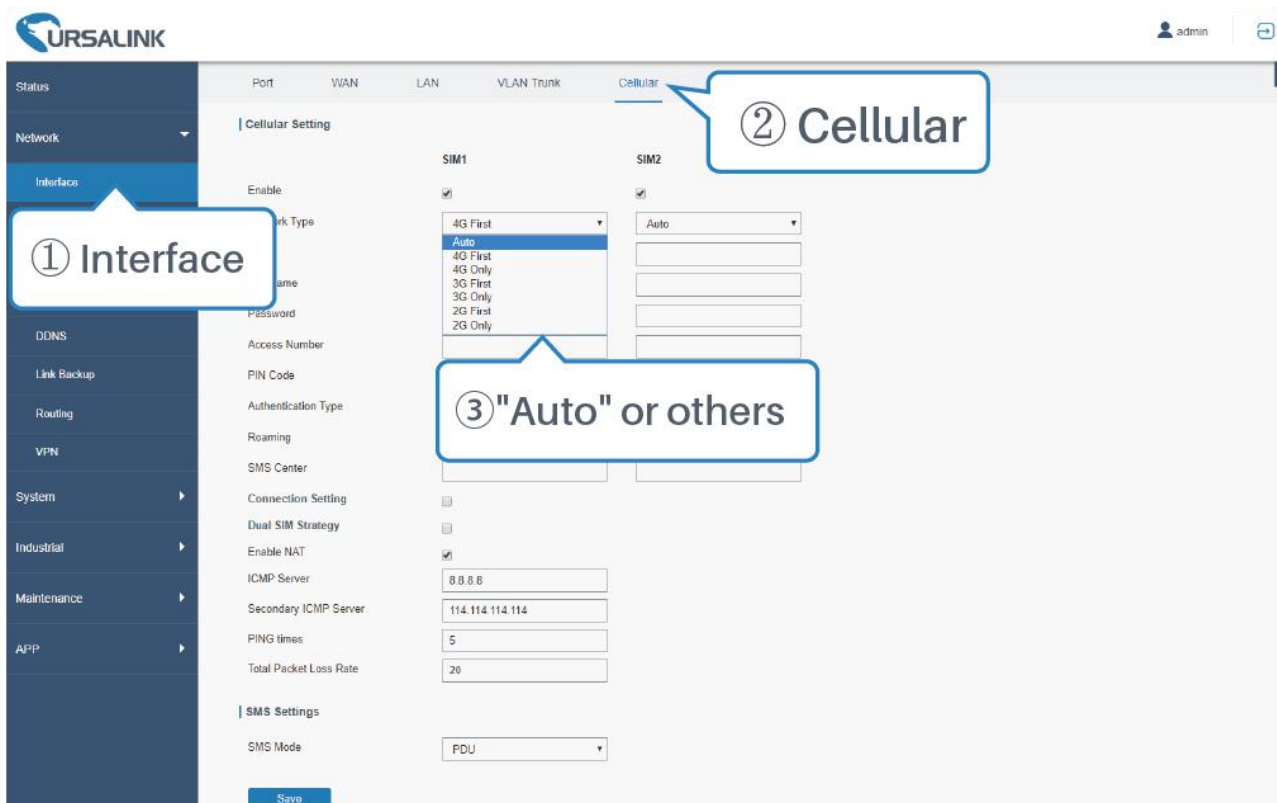 URSALINK
admin
Status
Port WAN LAN VLAN Trunk Cellular
② Cellular
Network
Cellular Setting
SIM1 SIM2
Interface
Enable
① Interface
rk Type 4G First Auto
Auto
4G First
4G Only
3G First
ame
3G Only
Password
2G First
2G Only
DDNS
Access Number
Link Backup
PIN Code
③"Auto" or others
Authentication Type
Routing
Roaming
VPN
SMS Center
System
Connection Setting
Dual SIM Strategy
Industrial
Enable NAT
ICMP Server 8.8.8.8
Maintenance
Secondary ICMP Server 114.114.114.114
PING times 5
APP
Total Packet Loss Rate 20
SMS Settings
SMS Mode PDU
Save